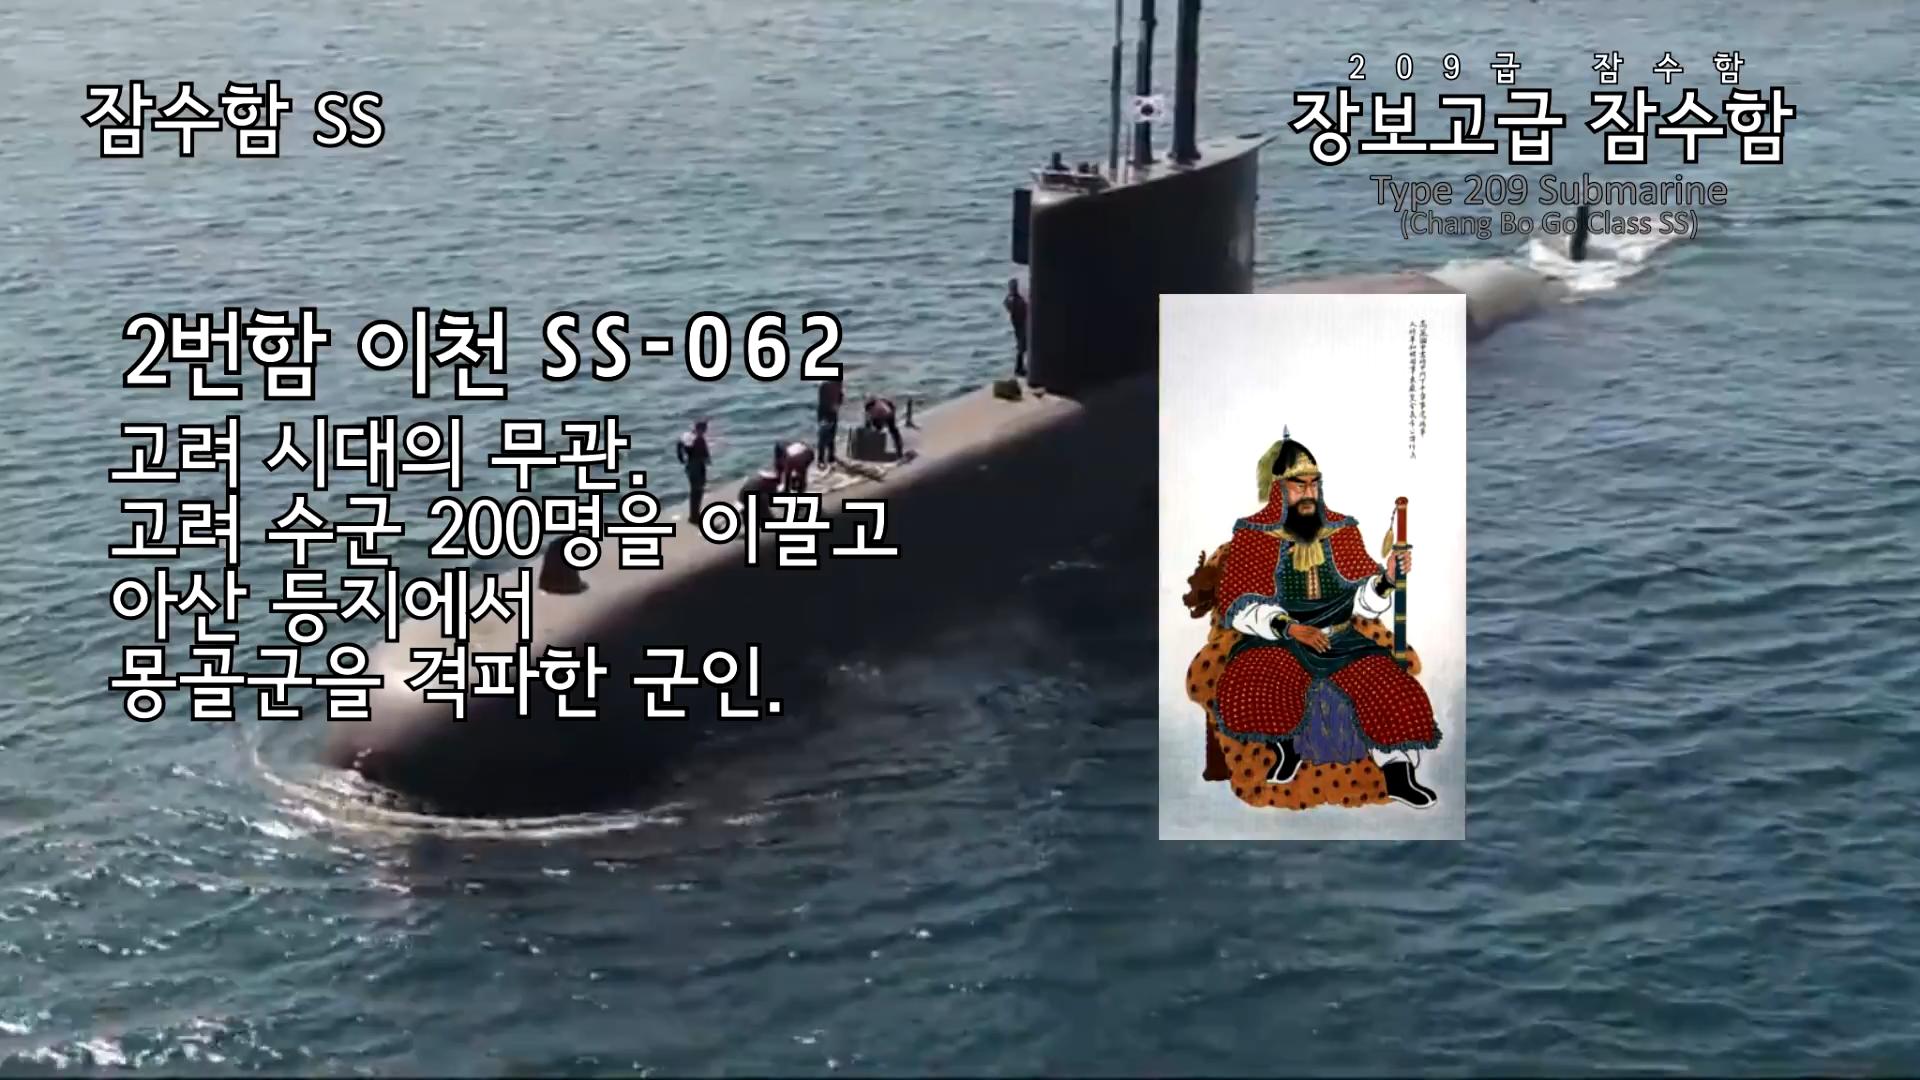 잠수함 SS
209급 잠수함
장보고급 잠수함
Type 209 Submarine
(Chang Bo Go Class SS)
2번함 이천 SS-062
고려 시대의 무관.
고려 수군 200명을 이끌고
아산 등지에서
몽골군을 격파한 군인.